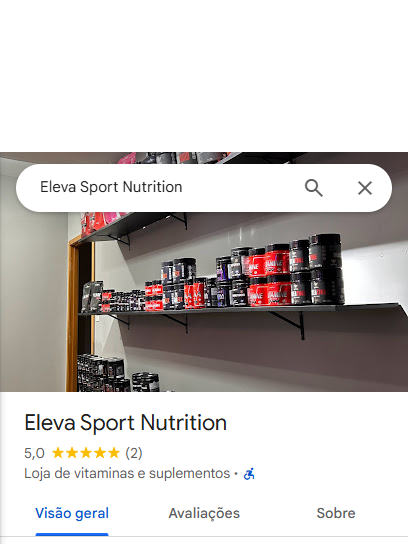 Eleva Sport Nutrition
Eleva Sport Nutrition
5,0 (2)
Loja de vitaminas e suplementos ·
Visão geral
Avaliações
Sobre